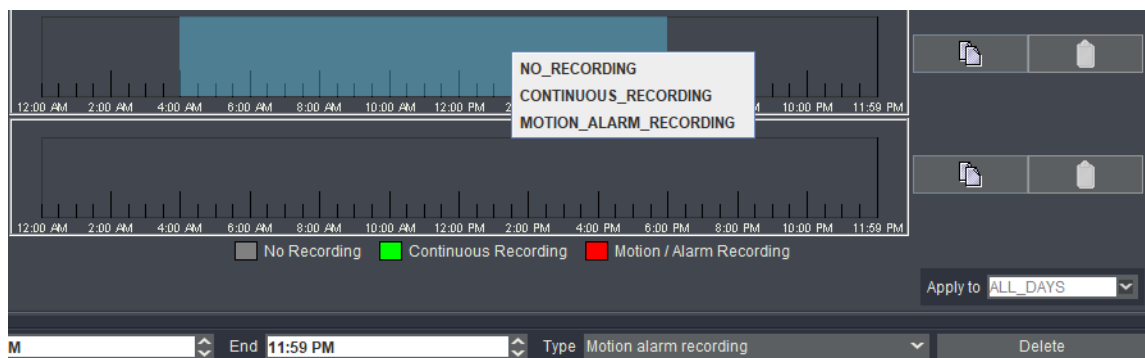 NO_RECORDING
CONTINUOUS_RECORDING
MOTION_ALARM_RECORDING
12:00 AM 2:00 AM 4:00 AM 6:00 AM 8:00 AM 10:00 AM 12:00 PM 10:00 PM 11:59 PM
12:00 AM 2:00 AM 4:00 AM 6:00 AM 8:00 AM 10:00 AM 12:00 PM 2:00 PM 4:00 PM 6:00 PM 8:00 PM 10:00 PM 11:59 PM
No Recording Continuous Recording Motion / Alarm Recording
Apply to ALL_DAYS
M End 11:59 PM Type Motion alarm recording Delete